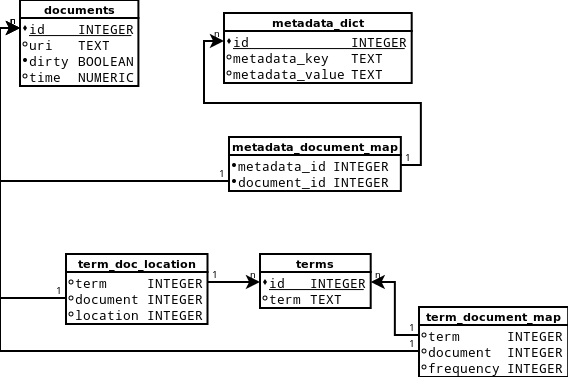 documents
n
id INTEGER
uri TEXT
dirty BOOLEAN
time NUMERIC
metadata_dict
n
id INTEGER
metadata_key TEXT
metadata_value TEXT
metadata_document_map
metadata_id INTEGER
document_id INTEGER
1
1
term_doc_location
term INTEGER
document INTEGER
location INTEGER
1
1
terms
n
n
id INTEGER
term TEXT
term_document_map
1
term INTEGER
1
document INTEGER
frequency INTEGER